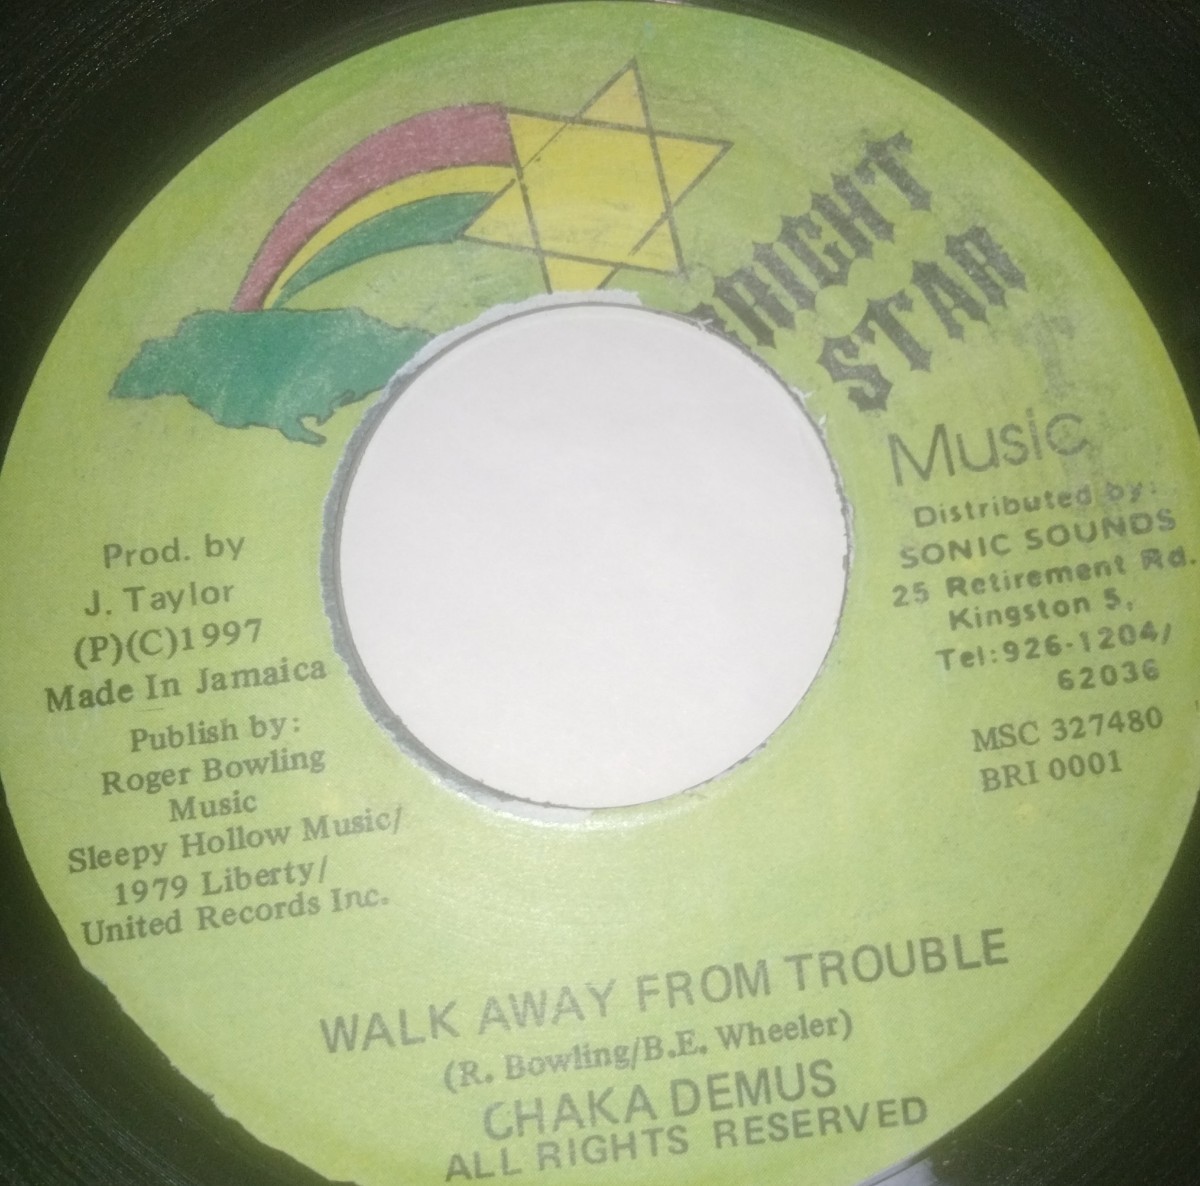 BRIGHT
STAR
Music
Distributed by:
SONIC SOUNDS
25 Retirement Rd.
Kingston 5,
Tel:926-1204/
62036
MSC 327480
BRI 0001
Prod. by
J. Taylor
(P)(C)1997
Made In Jamaica
Publish by:
Roger Bowling
Music
Sleepy Hollow Music/
1979 Liberty/
United Records Inc.
WALK AWAY FROM TROUBLE
(R. Bowling/B.E. Wheeler)
CHAKA DEMUS
ALL RIGHTS RESERVED